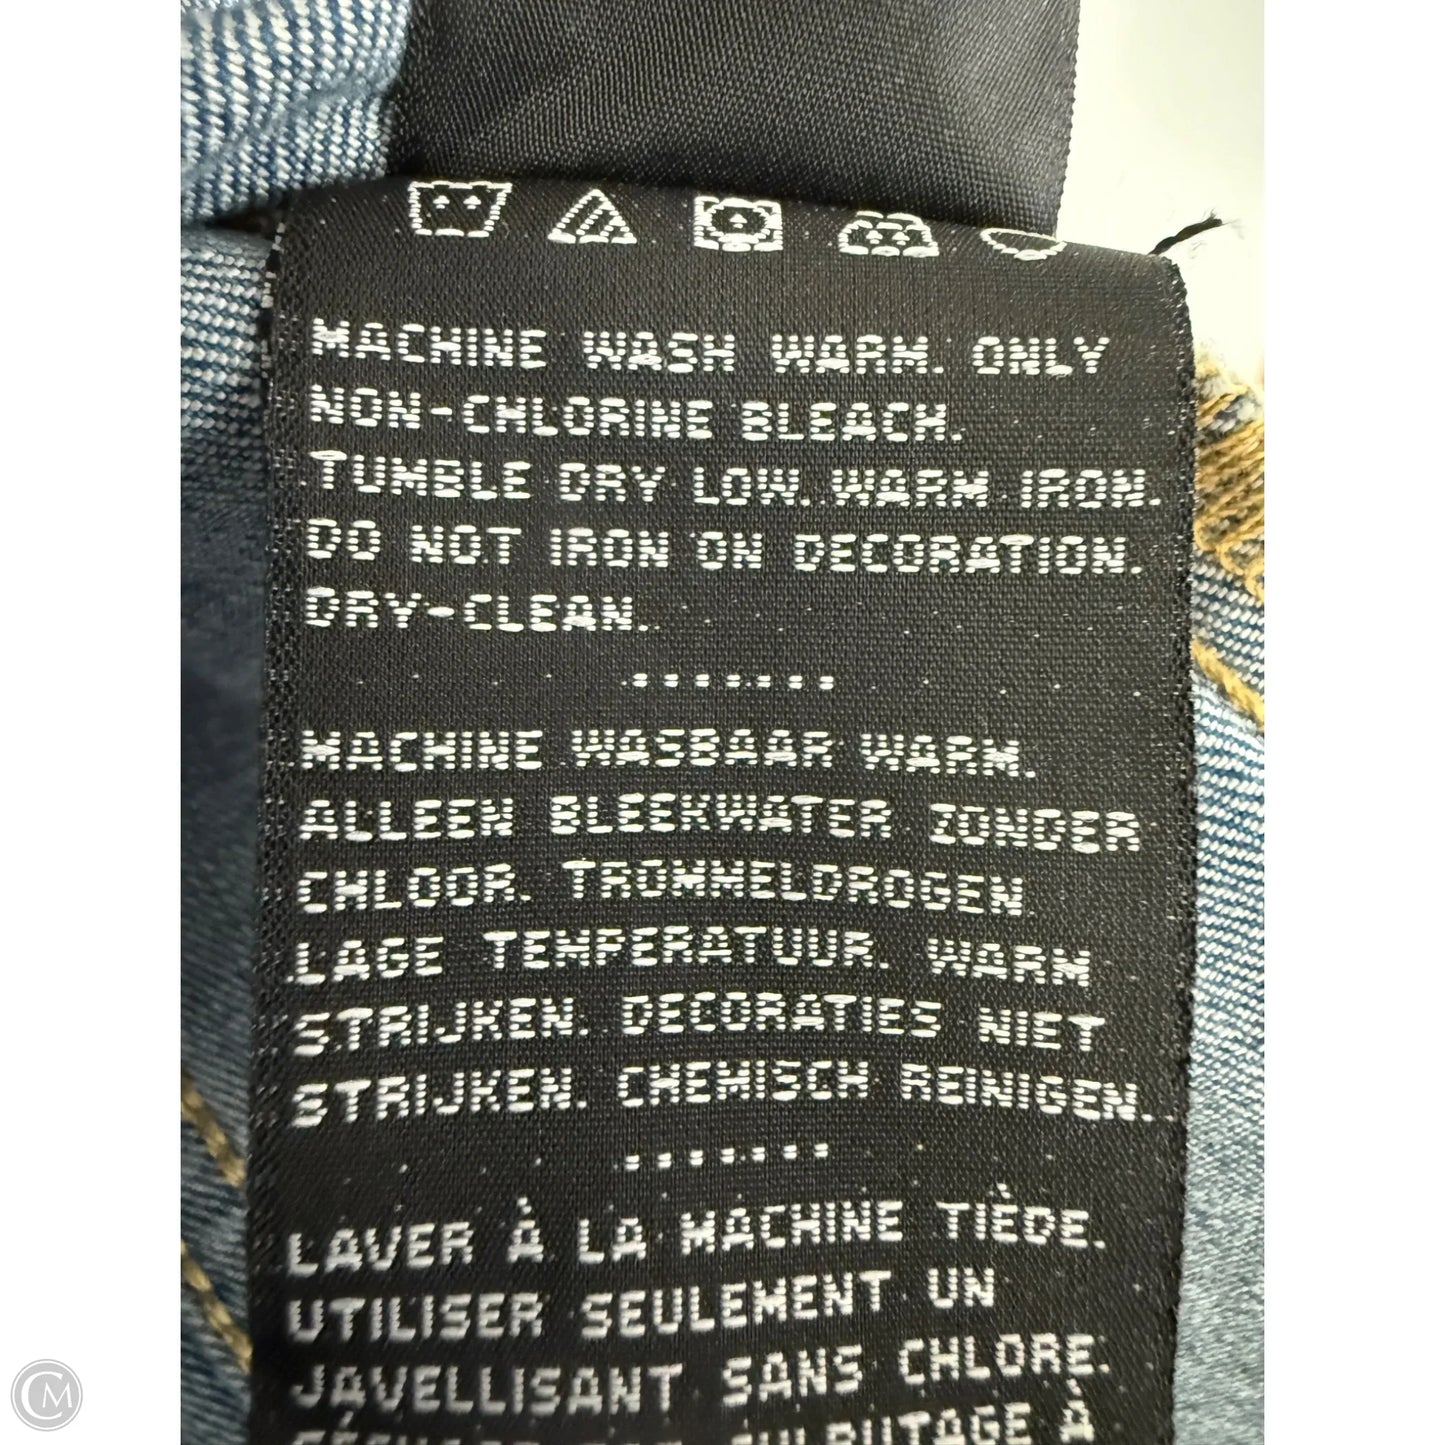 MACHINE WASH WARM. ONLY
NON-CHLORINE BLEACH.
TUMBLE DRY LOW. WARM IRON.
DO NOT IRON ON DECORATION.
DRY-CLEAN.
MACHINE WASBAAR WARM.
ALLEEN BLEEKWATER ZONDER
CHLOOR. TROMMELDROGEN
LAGE TEMPERATUUR. WARM
STRIJKEN. DECORATIES NIET
STRIJKEN. CHEMISCH REINIGEN.
LAVER À LA MACHINE TIÈDE.
UTILISER SEULEMENT UN
JAVELLISANT SANS CHLORE.
CM